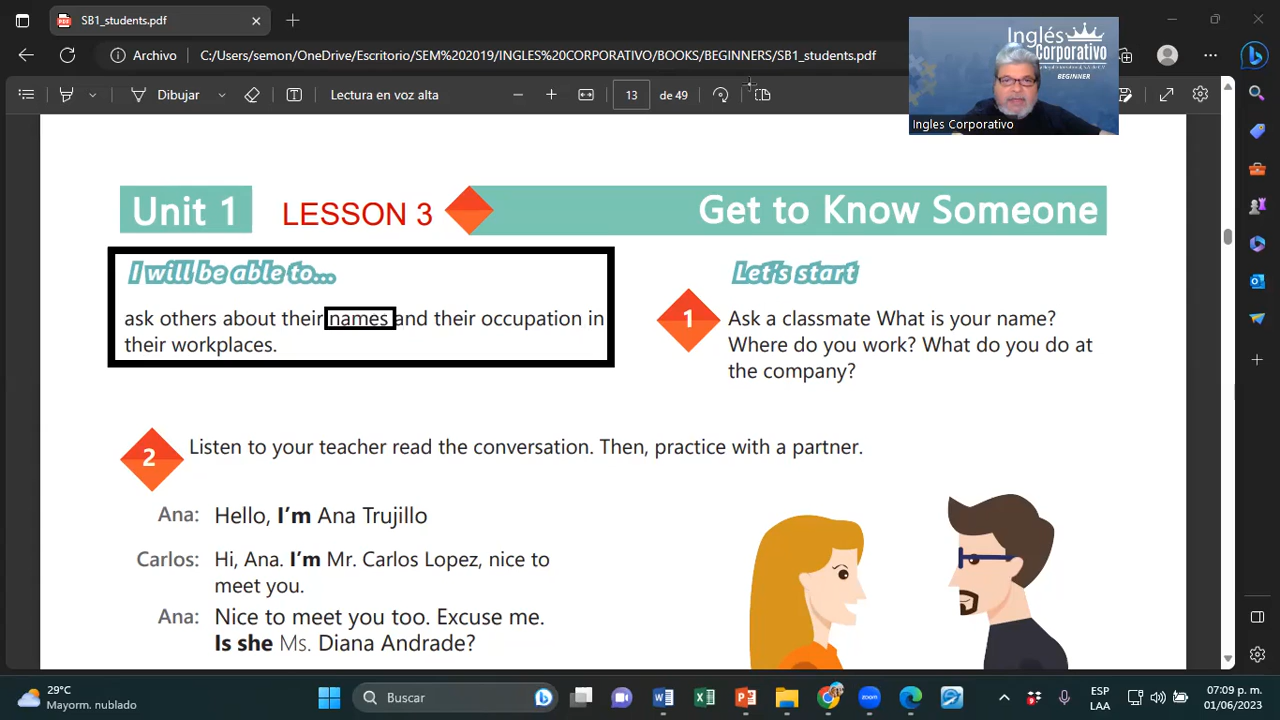 SB1_students.pdf
Archivo
C:/Users/semon/OneDrive/Escritorio/SEM%202019/INGLES%20CORPORATIVO/BOOKS/BEGINNERS/SB1_students.pdf
Inglés
Corporativo
BEGINNER
Ingles Corporativo
Dibujar
Lectura en voz alta
13
de 49
Unit 1
LESSON 3
Get to Know Someone
I will be able to...
ask others about their names and their occupation in
their workplaces.
Let's start
1
Ask a classmate What is your name?
Where do you work? What do you do at
the company?
2
Listen to your teacher read the conversation. Then, practice with a partner.
Ana: Hello, I'm Ana Trujillo
Carlos: Hi, Ana. I'm Mr. Carlos Lopez, nice to
meet you.
Ana: Nice to meet you too. Excuse me.
Is she Ms. Diana Andrade?
29°C
Mayorm. nublado
Buscar
zoom
ESP
LAA
07:09 p. m.
01/06/2023